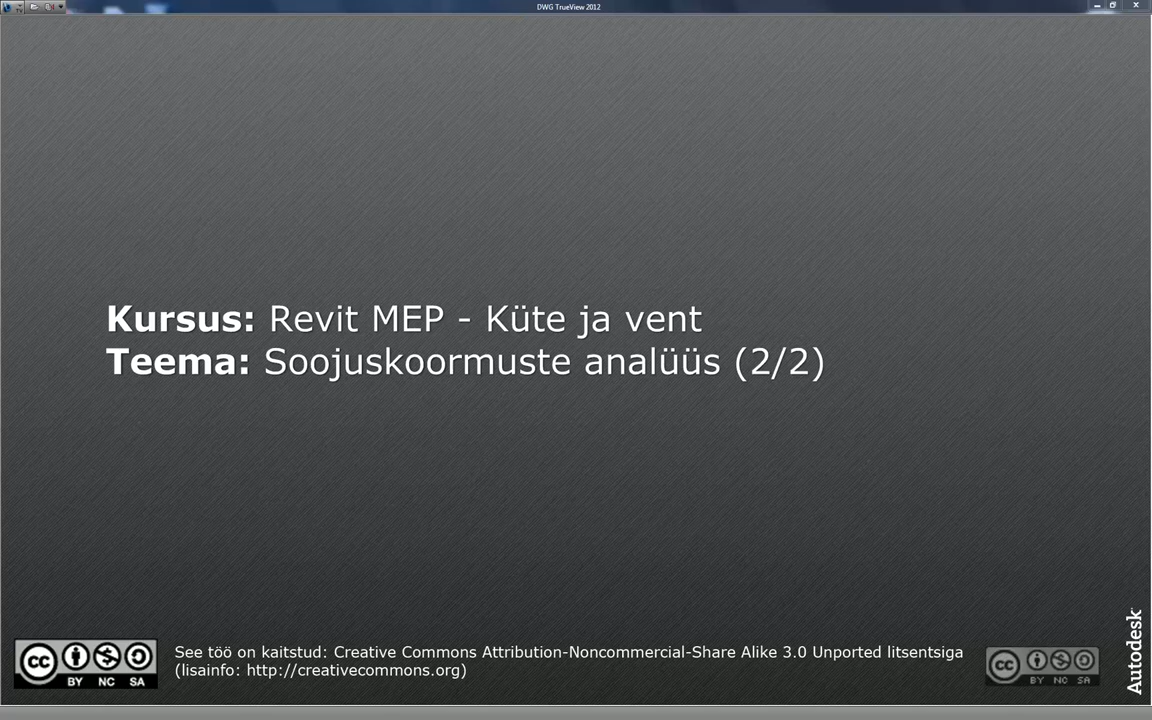 DWG TrueView 2012
Kursus: Revit MEP - Küte ja vent
Teema: Soojuskoormuste analüüs (2/2)
cc
BY NC SA
See töö on kaitstud: Creative Commons Attribution-Noncommercial-Share Alike 3.0 Unported litsentsiga
(lisainfo: http://creativecommons.org)
cc
BY NC SA
Autodesk